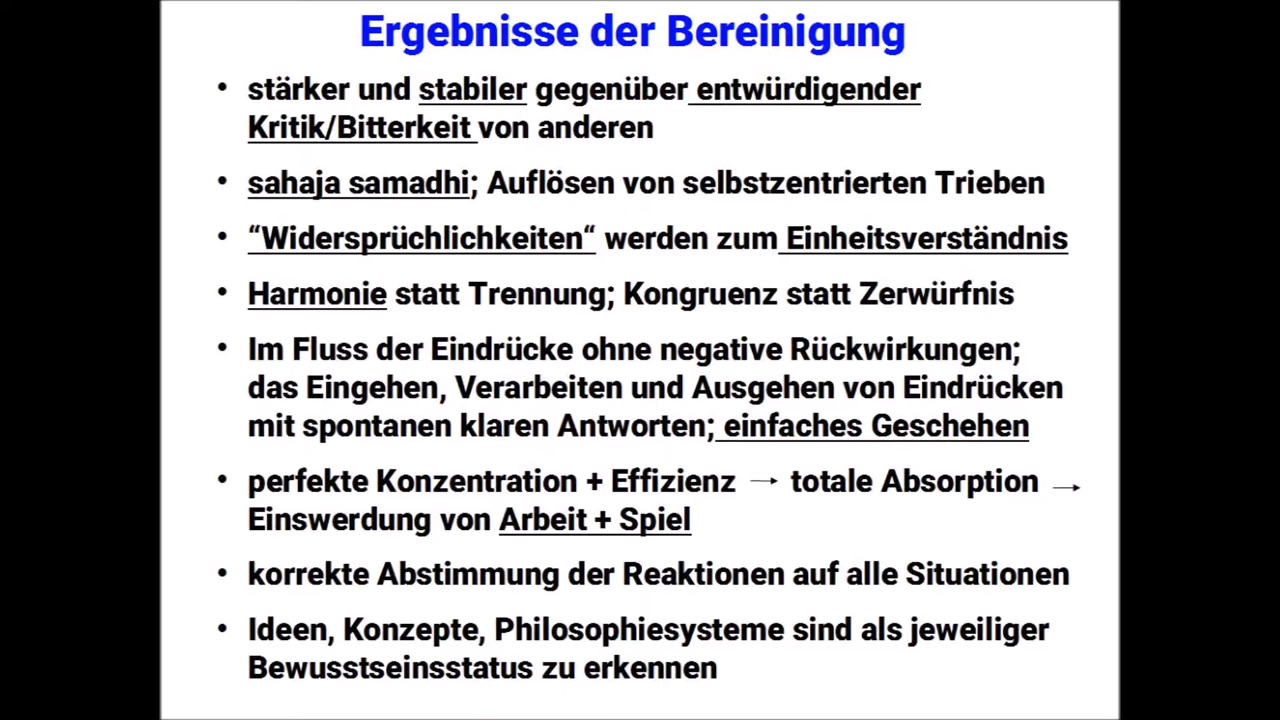 Ergebnisse der Bereinigung
• stärker und stabiler gegenüber entwürdigender
Kritik/Bitterkeit von anderen
• sahaja samadhi; Auflösen von selbstzentrierten Trieben
• “Widersprüchlichkeiten“ werden zum Einheitsverständnis
• Harmonie statt Trennung; Kongruenz statt Zerwürfnis
• Im Fluss der Eindrücke ohne negative Rückwirkungen;
das Eingehen, Verarbeiten und Ausgehen von Eindrücken
mit spontanen klaren Antworten; einfaches Geschehen
• perfekte Konzentration + Effizienz → totale Absorption →
Einswerdung von Arbeit + Spiel
• korrekte Abstimmung der Reaktionen auf alle Situationen
• Ideen, Konzepte, Philosophiesysteme sind als jeweiliger
Bewusstseinsstatus zu erkennen